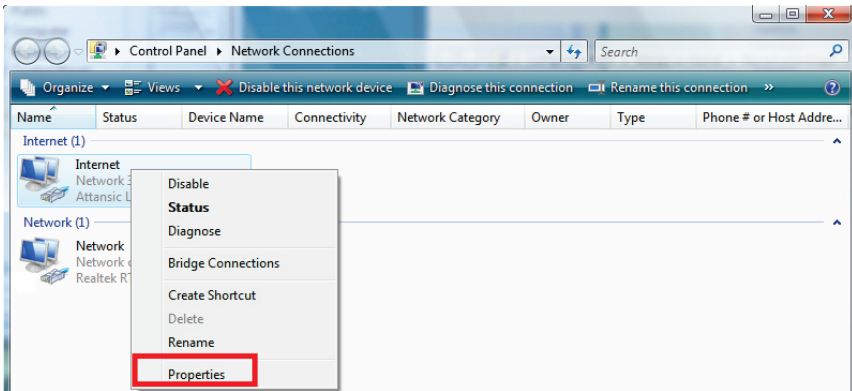 Control Panel Network Connections Search
Organize Views Disable this network device Diagnose this connection Rename this connection »
Name Status Device Name Connectivity Network Category Owner Type Phone # or Host Addre...
Internet (1)
Internet
Network
Attansic L
Disable
Status
Diagnose
Bridge Connections
Create Shortcut
Delete
Rename
Properties
Network (1)
Network
Network
Realtek RT